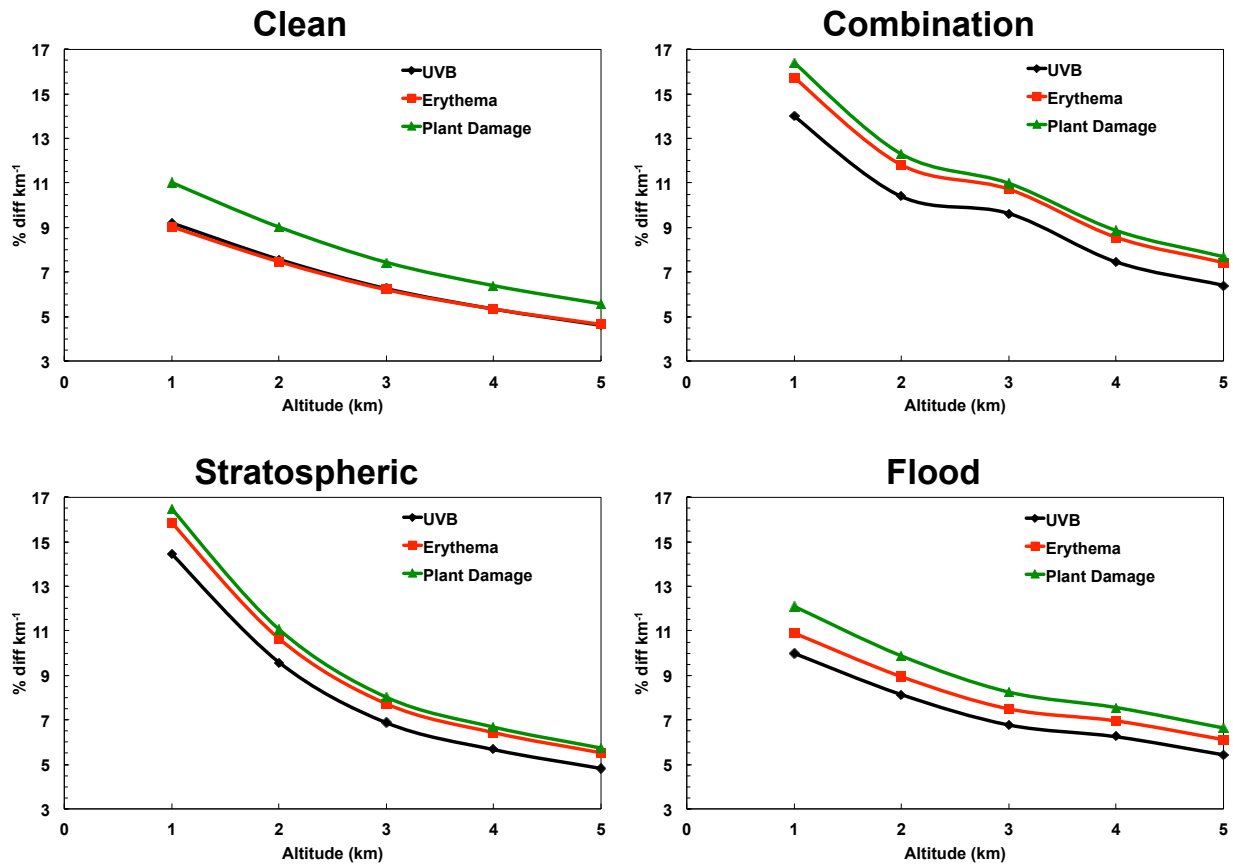 Clean
17
15
13
11
9
7
5
3
% diff km-1
UVB
Erythema
Plant Damage
0 1 2 3 4 5
Altitude (km)
Combination
17
15
13
11
9
7
5
3
% diff km-1
UVB
Erythema
Plant Damage
0 1 2 3 4 5
Altitude (km)
Stratospheric
17
15
13
11
9
7
5
3
% diff km-1
UVB
Erythema
Plant Damage
0 1 2 3 4 5
Altitude (km)
Flood
17
15
13
11
9
7
5
3
% diff km-1
UVB
Erythema
Plant Damage
0 1 2 3 4 5
Altitude (km)